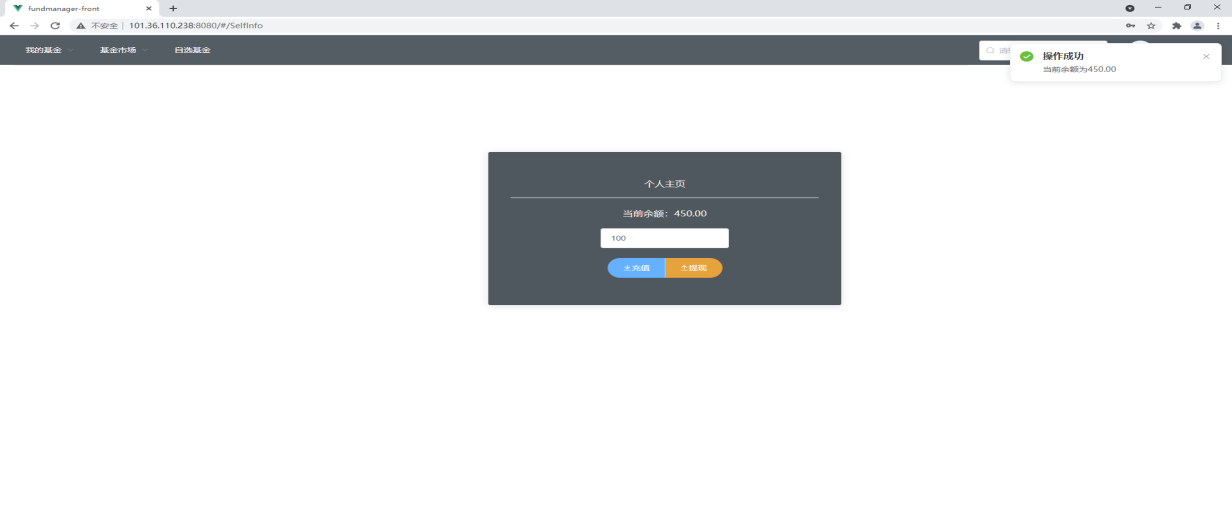 fundmanager-front
不安全 | 101.36.110.238:8080/#/SelfInfo
我的基金
基金市场
自选基金
操作成功
当前余额为450.00
个人主页
当前余额：450.00
100
充值
提现